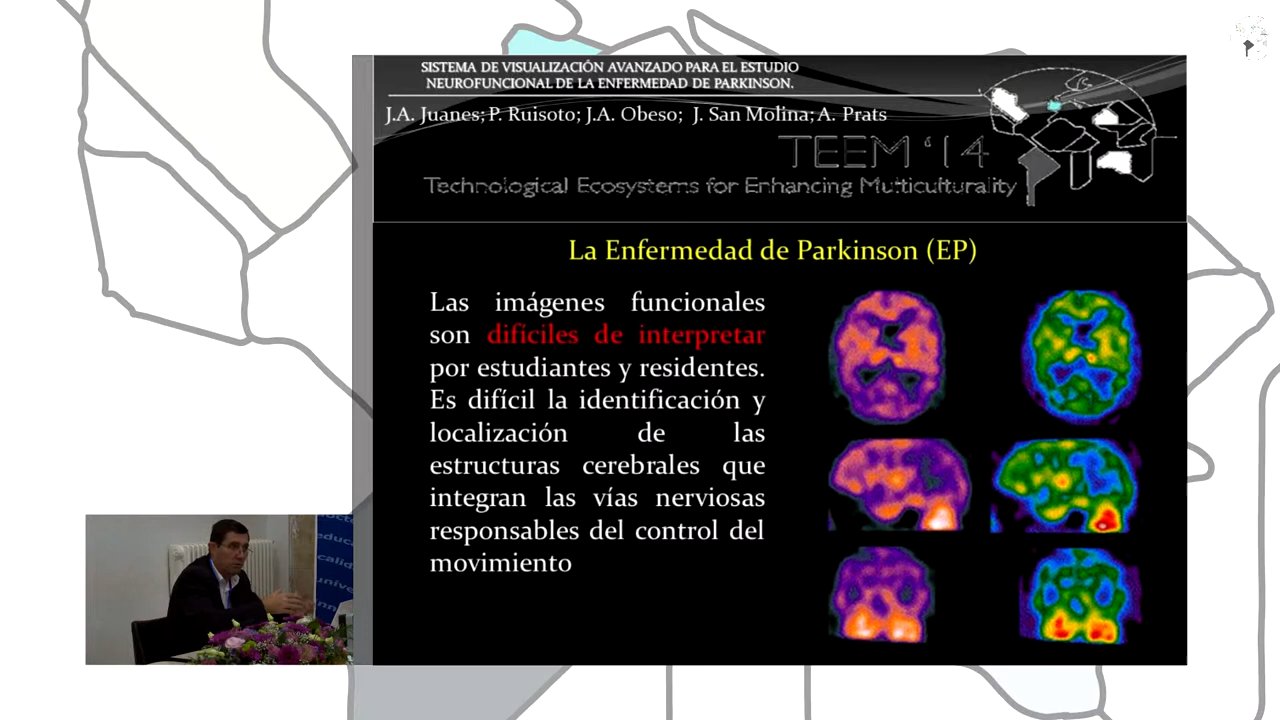 SISTEMA DE VISUALIZACIÓN AVANZADO PARA EL ESTUDIO
NEUROFUNCIONAL DE LA ENFERMEDAD DE PARKINSON.
J.A. Juanes; P. Ruisoto; J.A. Obeso; J. San Molina; A. Prats
TEEM ‘14
Technological Ecosystems for Enhancing Multiculturality
La Enfermedad de Parkinson (EP)
Las imágenes funcionales
son difíciles de interpretar
por estudiantes y residentes.
Es difícil la identificación y
localización de las
estructuras cerebrales que
integran las vías nerviosas
responsables del control del
movimiento
educa
calid
unive